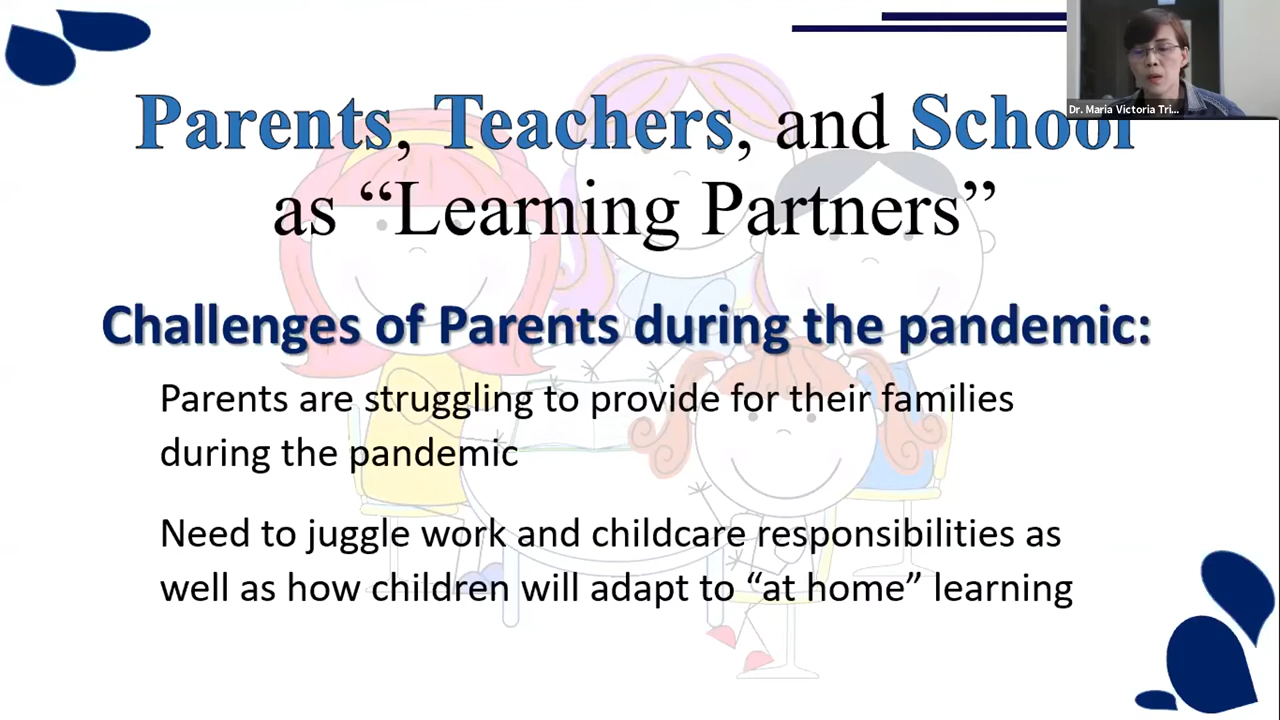 Parents, Teachers, and School
as “Learning Partners”
Challenges of Parents during the pandemic:
Parents are struggling to provide for their families
during the pandemic
Need to juggle work and childcare responsibilities as
well as how children will adapt to “at home” learning
Dr. Maria Victoria Tri...